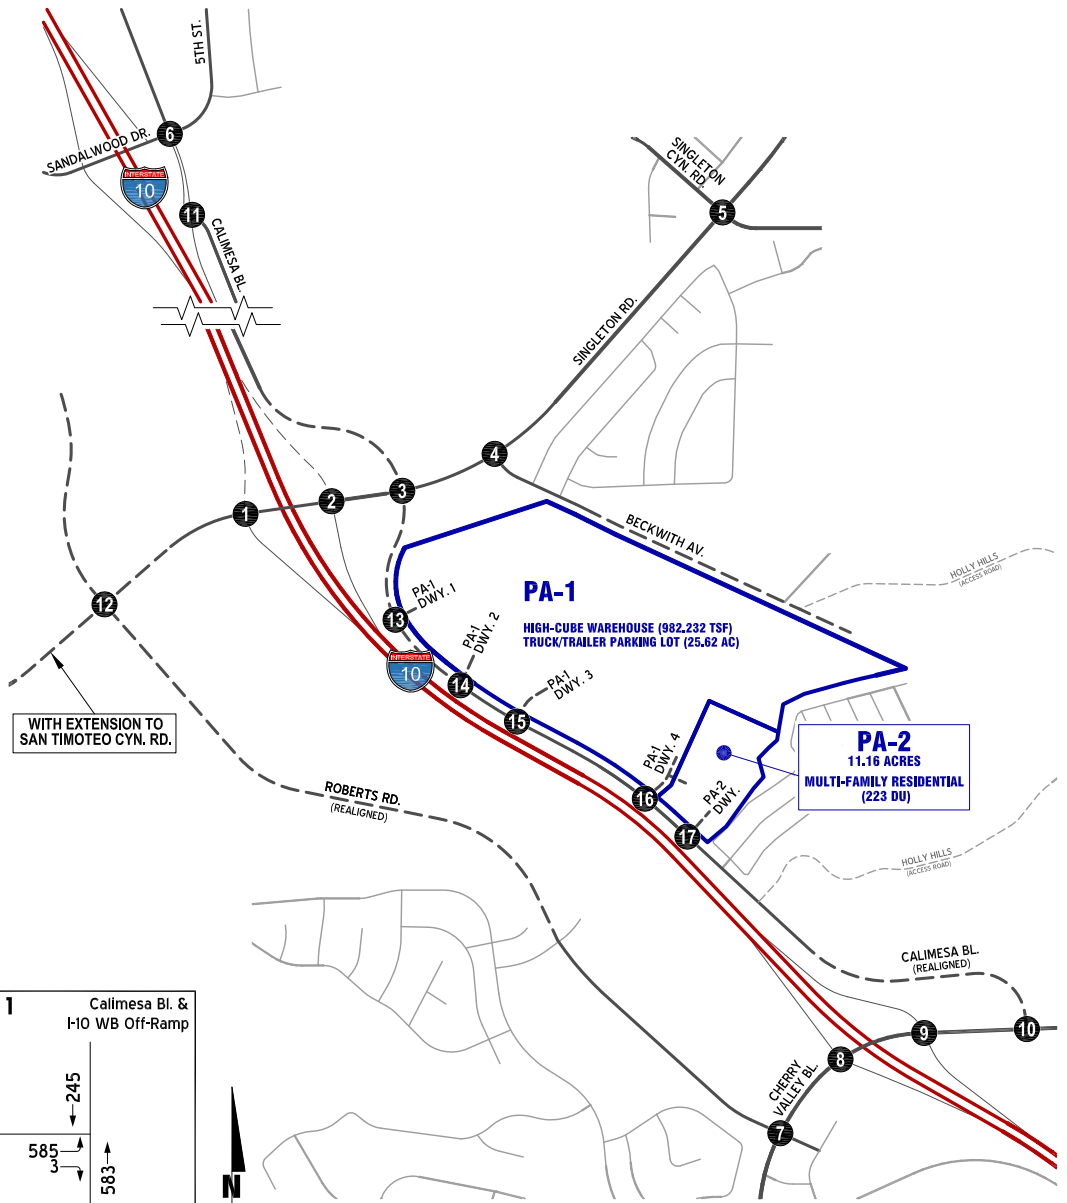 5TH ST.
SANDALWOOD DR.
6
INTERSTATE
10
11
CALIMESA BL.
SINGLETON
CYN. RD.
5
SINGLETON RD.
4
3
2
1
BECKWITH AV.
HOLLY HILLS
(ACCESS ROAD)
12
PA-1
HIGH-CUBE WAREHOUSE (982.232 TSF)
TRUCK/TRAILER PARKING LOT (25.62 AC)
PA-1
DWY. 1
13
PA-1
DWY. 2
14
INTERSTATE
10
PA-1
DWY. 3
15
WITH EXTENSION TO
SAN TIMOTEO CYN. RD.
PA-1
DWY. 4
16
PA-2
DWY.
17
PA-2
11.16 ACRES
MULTI-FAMILY RESIDENTIAL
(223 DU)
ROBERTS RD.
(REALIGNED)
HOLLY HILLS
(ACCESS ROAD)
CALIMESA BL.
(REALIGNED)
10
9
8
CHERRY
VALLEY BL.
7
1
Calimesa Bl. &
I-10 WB Off-Ramp
245
585
3
583
N